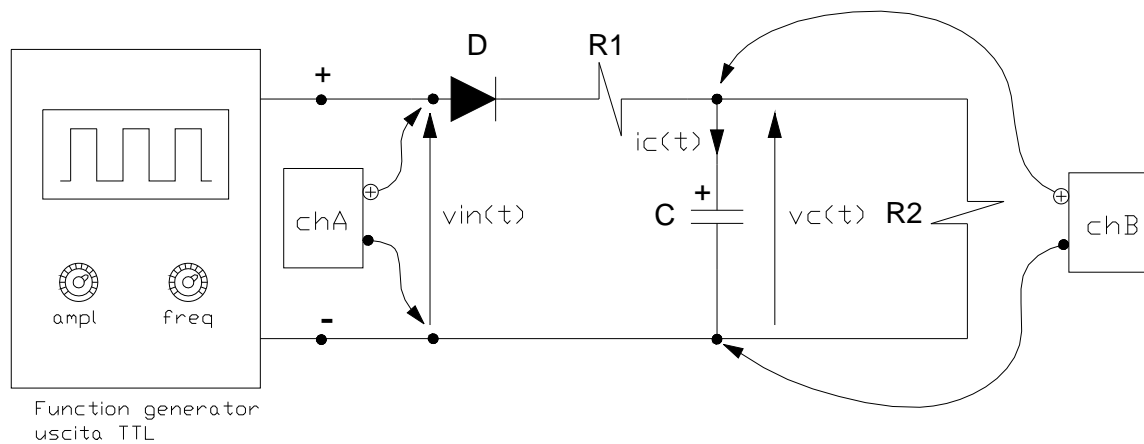 D
R1
+
ic(t)
+
chA
vin(t)
C
vc(t)
R2
chB
ampl
freq
-
Function generator
uscita TTL